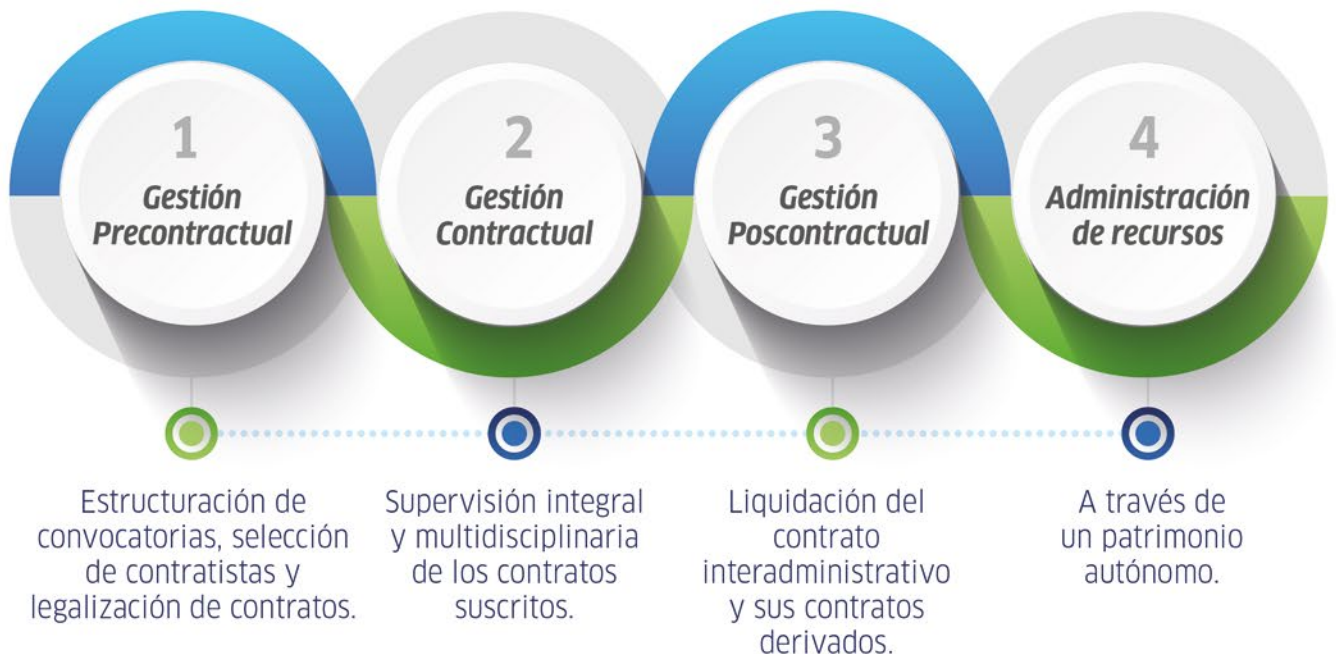 1
Gestión
Precontractual
2
Gestión
Contractual
3
Gestión
Poscontractual
4
Administración
de recursos
Estructuración de
convocatorias, selección
de contratistas y
legalización de contratos.
Supervisión integral
y multidisciplinaria
de los contratos
suscritos.
Liquidación del
contrato
interadministrativo
y sus contratos
derivados.
A través de
un patrimonio
autónomo.